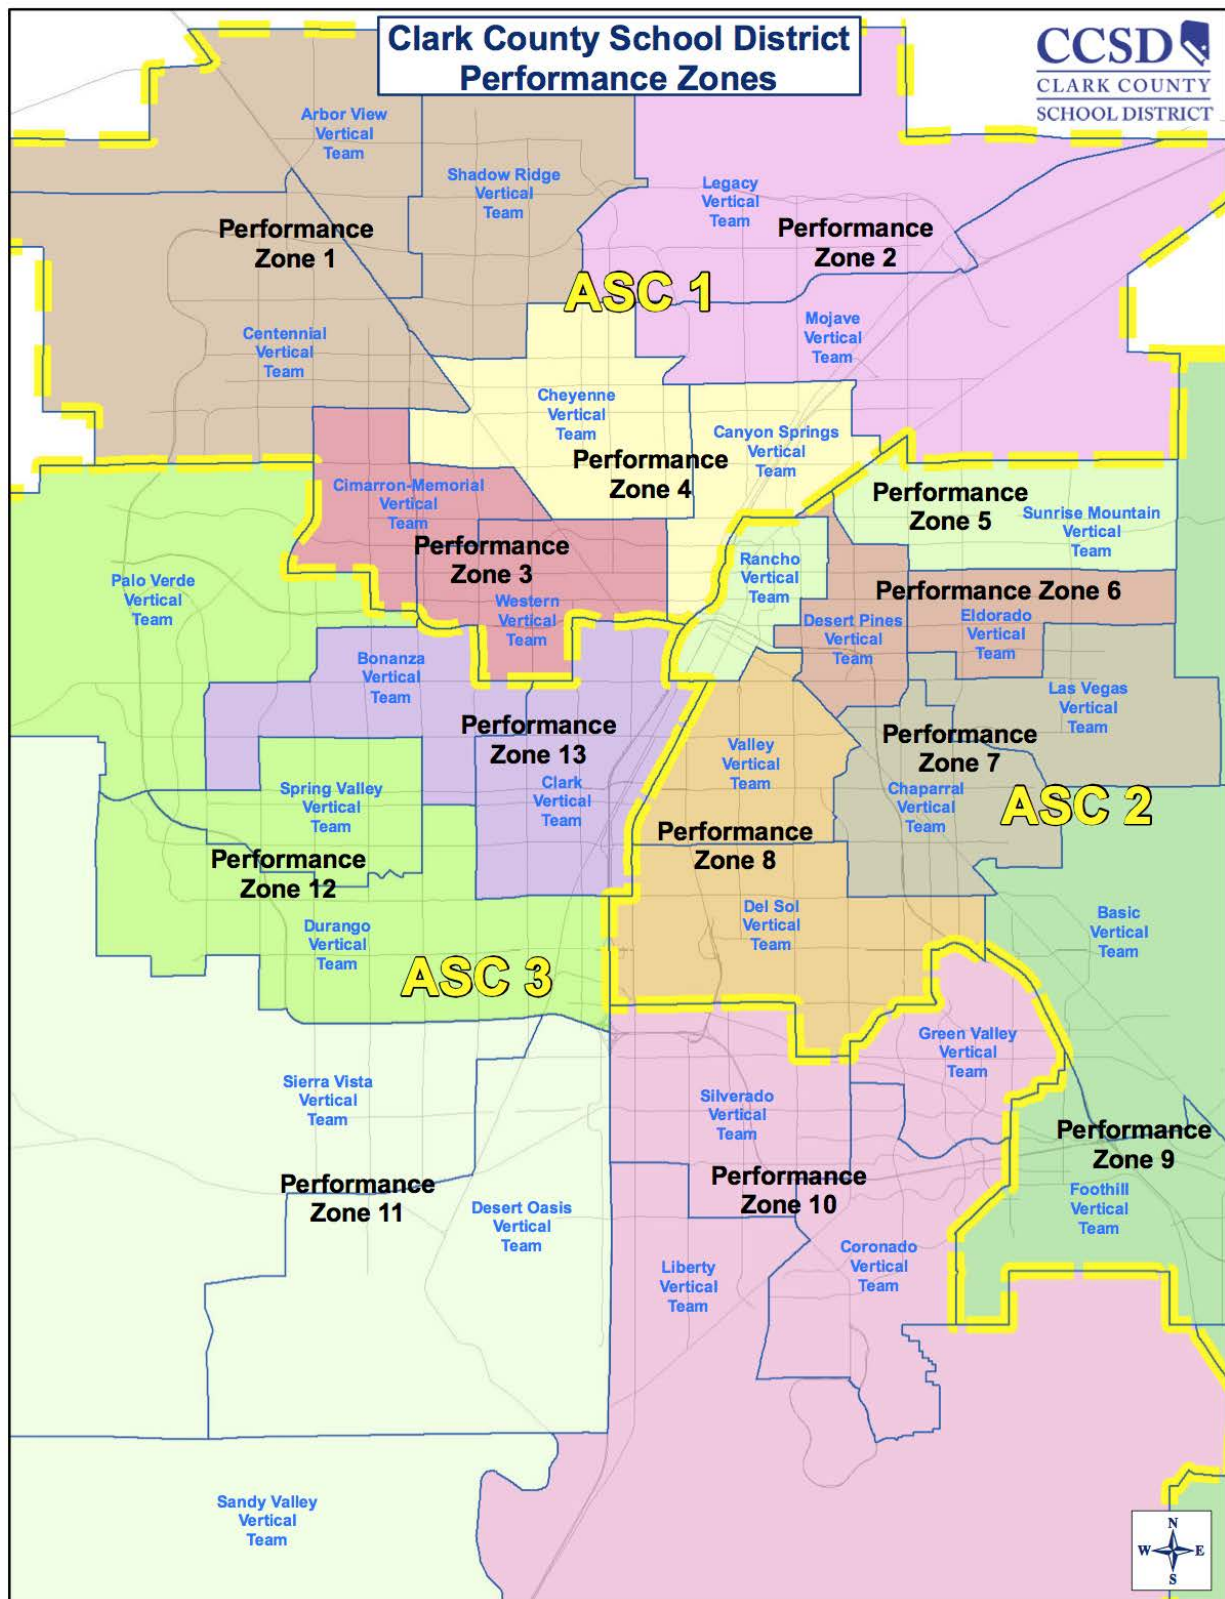 Clark County School District
Performance Zones
CCSD
CLARK COUNTY
SCHOOL DISTRICT
Arbor View
Vertical
Team
Shadow Ridge
Vertical
Team
Legacy
Vertical
Team
Performance
Zone 1
Performance
Zone 2
ASC 1
Centennial
Vertical
Team
Mojave
Vertical
Team
Cheyenne
Vertical
Team
Canyon Springs
Vertical
Team
Performance
Zone 4
Cimarron-Memorial
Vertical
Team
Performance
Zone 5
Sunrise Mountain
Vertical
Team
Performance
Zone 3
Rancho
Vertical
Team
Palo Verde
Vertical
Team
Western
Vertical
Team
Performance Zone 6
Desert Pines
Vertical
Team
Eldorado
Vertical
Team
Bonanza
Vertical
Team
Las Vegas
Vertical
Team
Performance
Zone 13
Valley
Vertical
Team
Performance
Zone 7
Spring Valley
Vertical
Team
Clark
Vertical
Team
Chaparral
Vertical
Team
ASC 2
Performance
Zone 8
Performance
Zone 12
Durango
Vertical
Team
Del Sol
Vertical
Team
Basic
Vertical
Team
ASC 3
Green Valley
Vertical
Team
Sierra Vista
Vertical
Team
Silverado
Vertical
Team
Performance
Zone 9
Performance
Zone 11
Performance
Zone 10
Foothill
Vertical
Team
Desert Oasis
Vertical
Team
Liberty
Vertical
Team
Coronado
Vertical
Team
Sandy Valley
Vertical
Team
N
W E
S